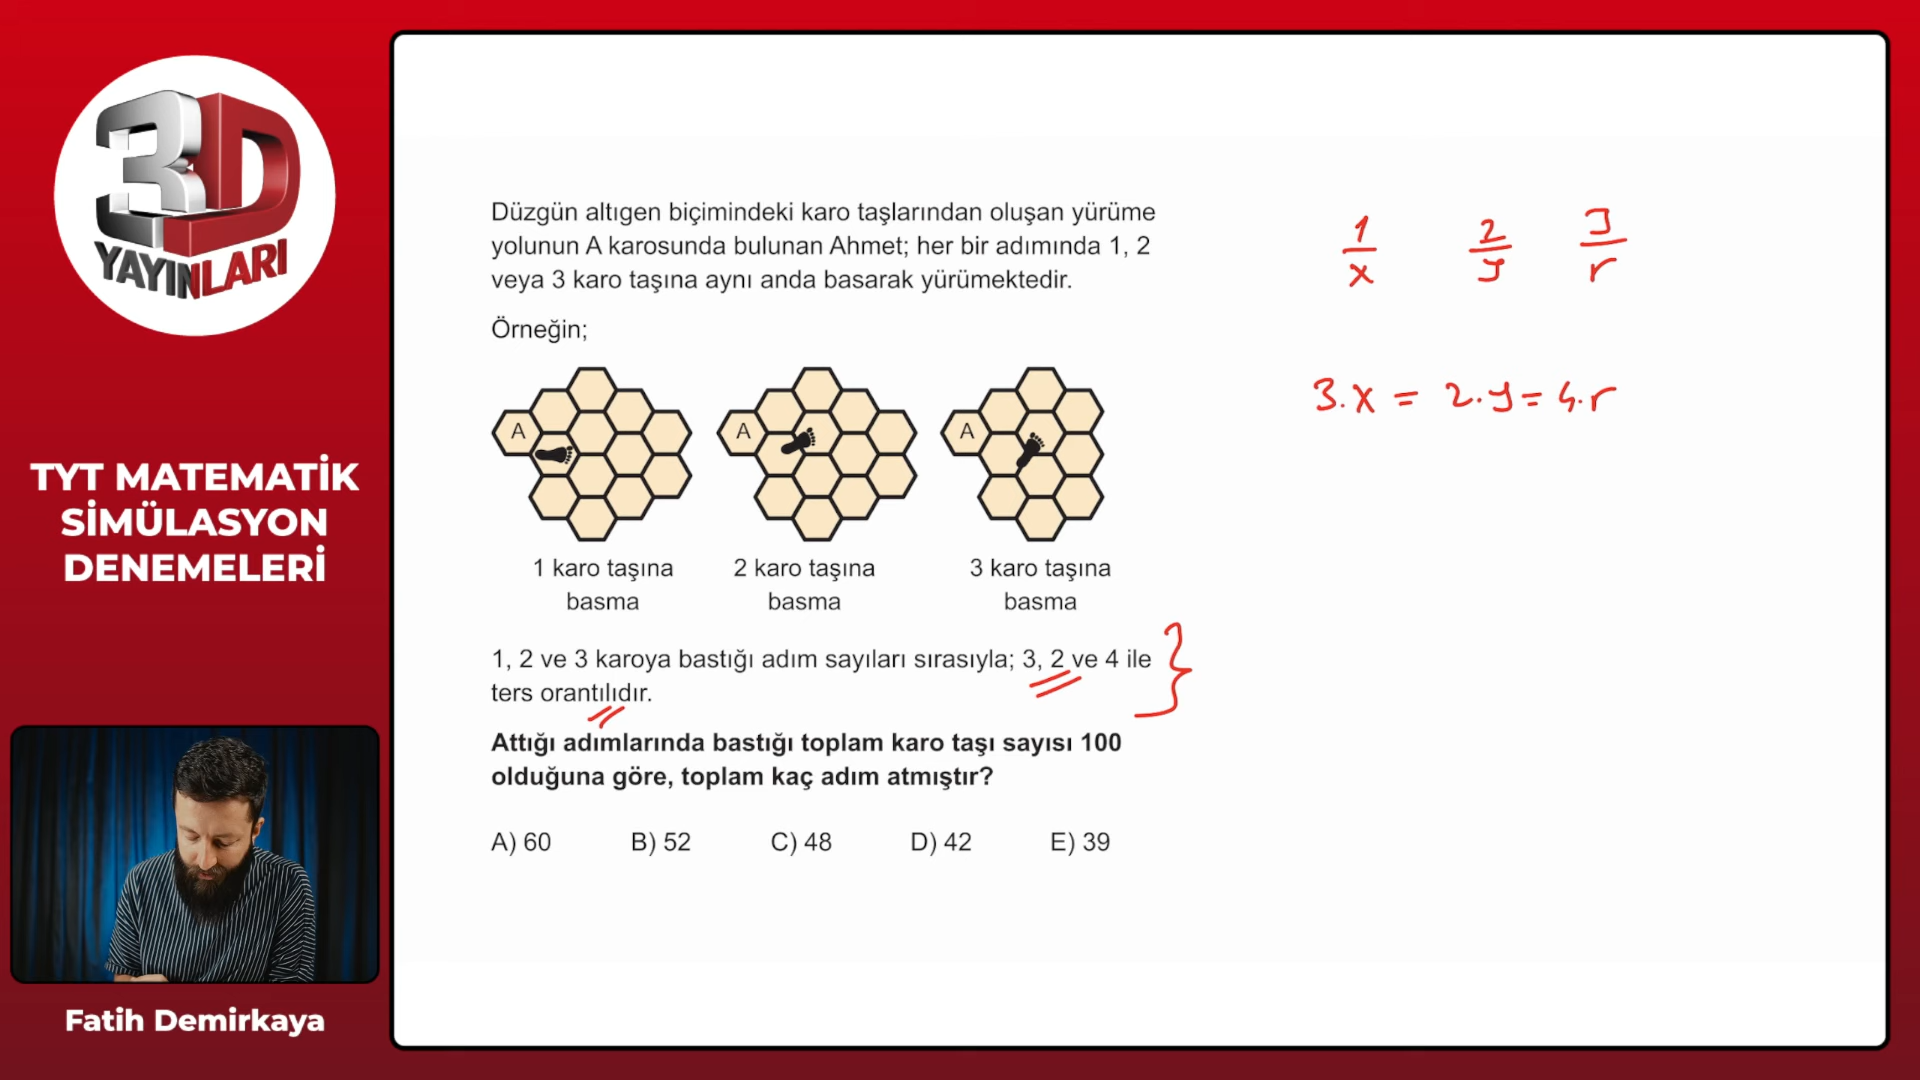 3D
YAYINLARI
TYT MATEMATİK
SİMÜLASYON
DENEMELERİ
Fatih Demirkaya
Düzgün altıgen biçimindeki karo taşlarından oluşan yürüme
yolunun A karosunda bulunan Ahmet; her bir adımında 1, 2
veya 3 karo taşına aynı anda basarak yürümektedir.
Örneğin;
A
A
A
1 karo taşına
basma
2 karo taşına
basma
3 karo taşına
basma
1, 2 ve 3 karoya bastığı adım sayıları sırasıyla; 3, 2 ve 4 ile
ters orantılıdır.
Attığı adımlarında bastığı toplam karo taşı sayısı 100
olduğuna göre, toplam kaç adım atmıştır?
A) 60 B) 52 C) 48 D) 42 E) 39
1 2 3
x y r
3.x = 2.y = 4.r